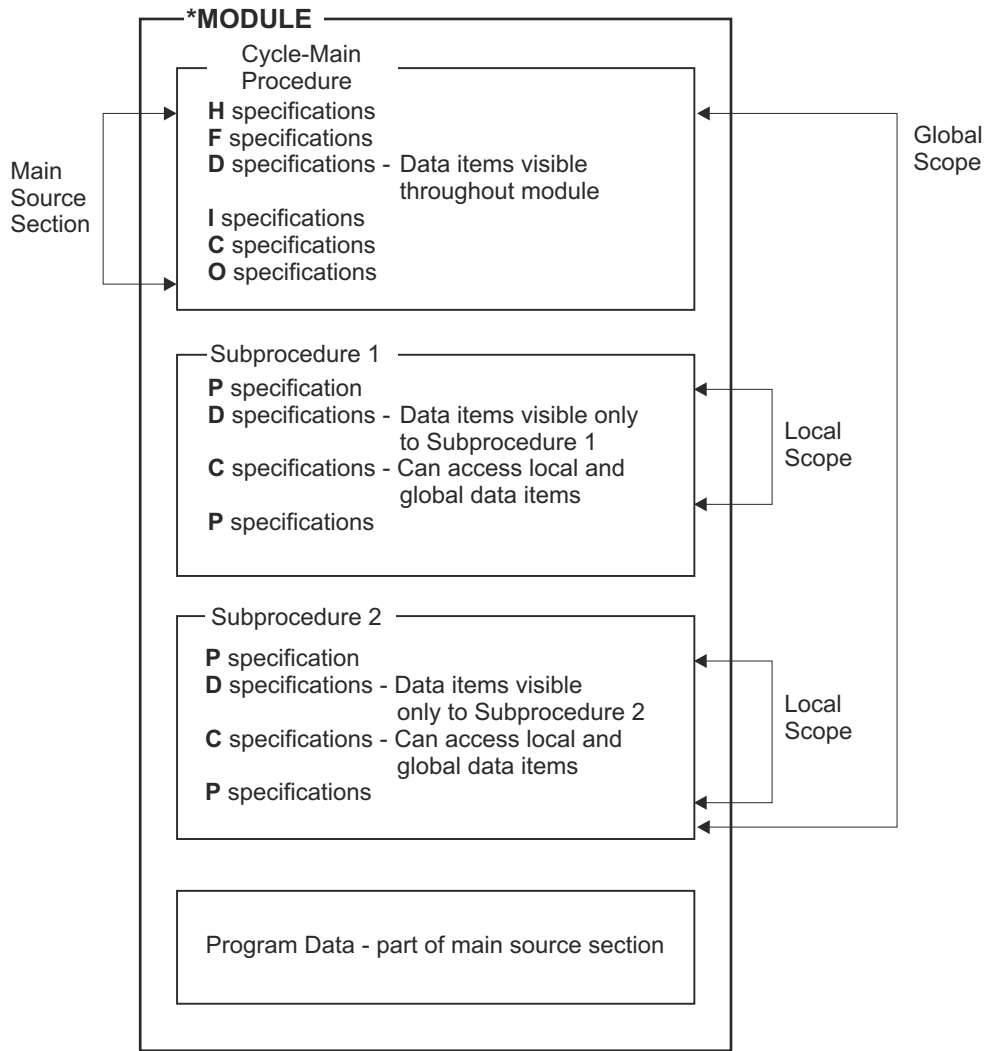 *MODULE
Cycle-Main
Procedure
H specifications
F specifications
D specifications - Data items visible
throughout module
I specifications
C specifications
O specifications
Main
Source
Section
Global
Scope
Subprocedure 1
P specification
D specifications - Data items visible only
to Subprocedure 1
C specifications - Can access local and
global data items
P specifications
Local
Scope
Subprocedure 2
P specification
D specifications - Data items visible
only to Subprocedure 2
C specifications - Can access local and
global data items
P specifications
Local
Scope
Program Data - part of main source section